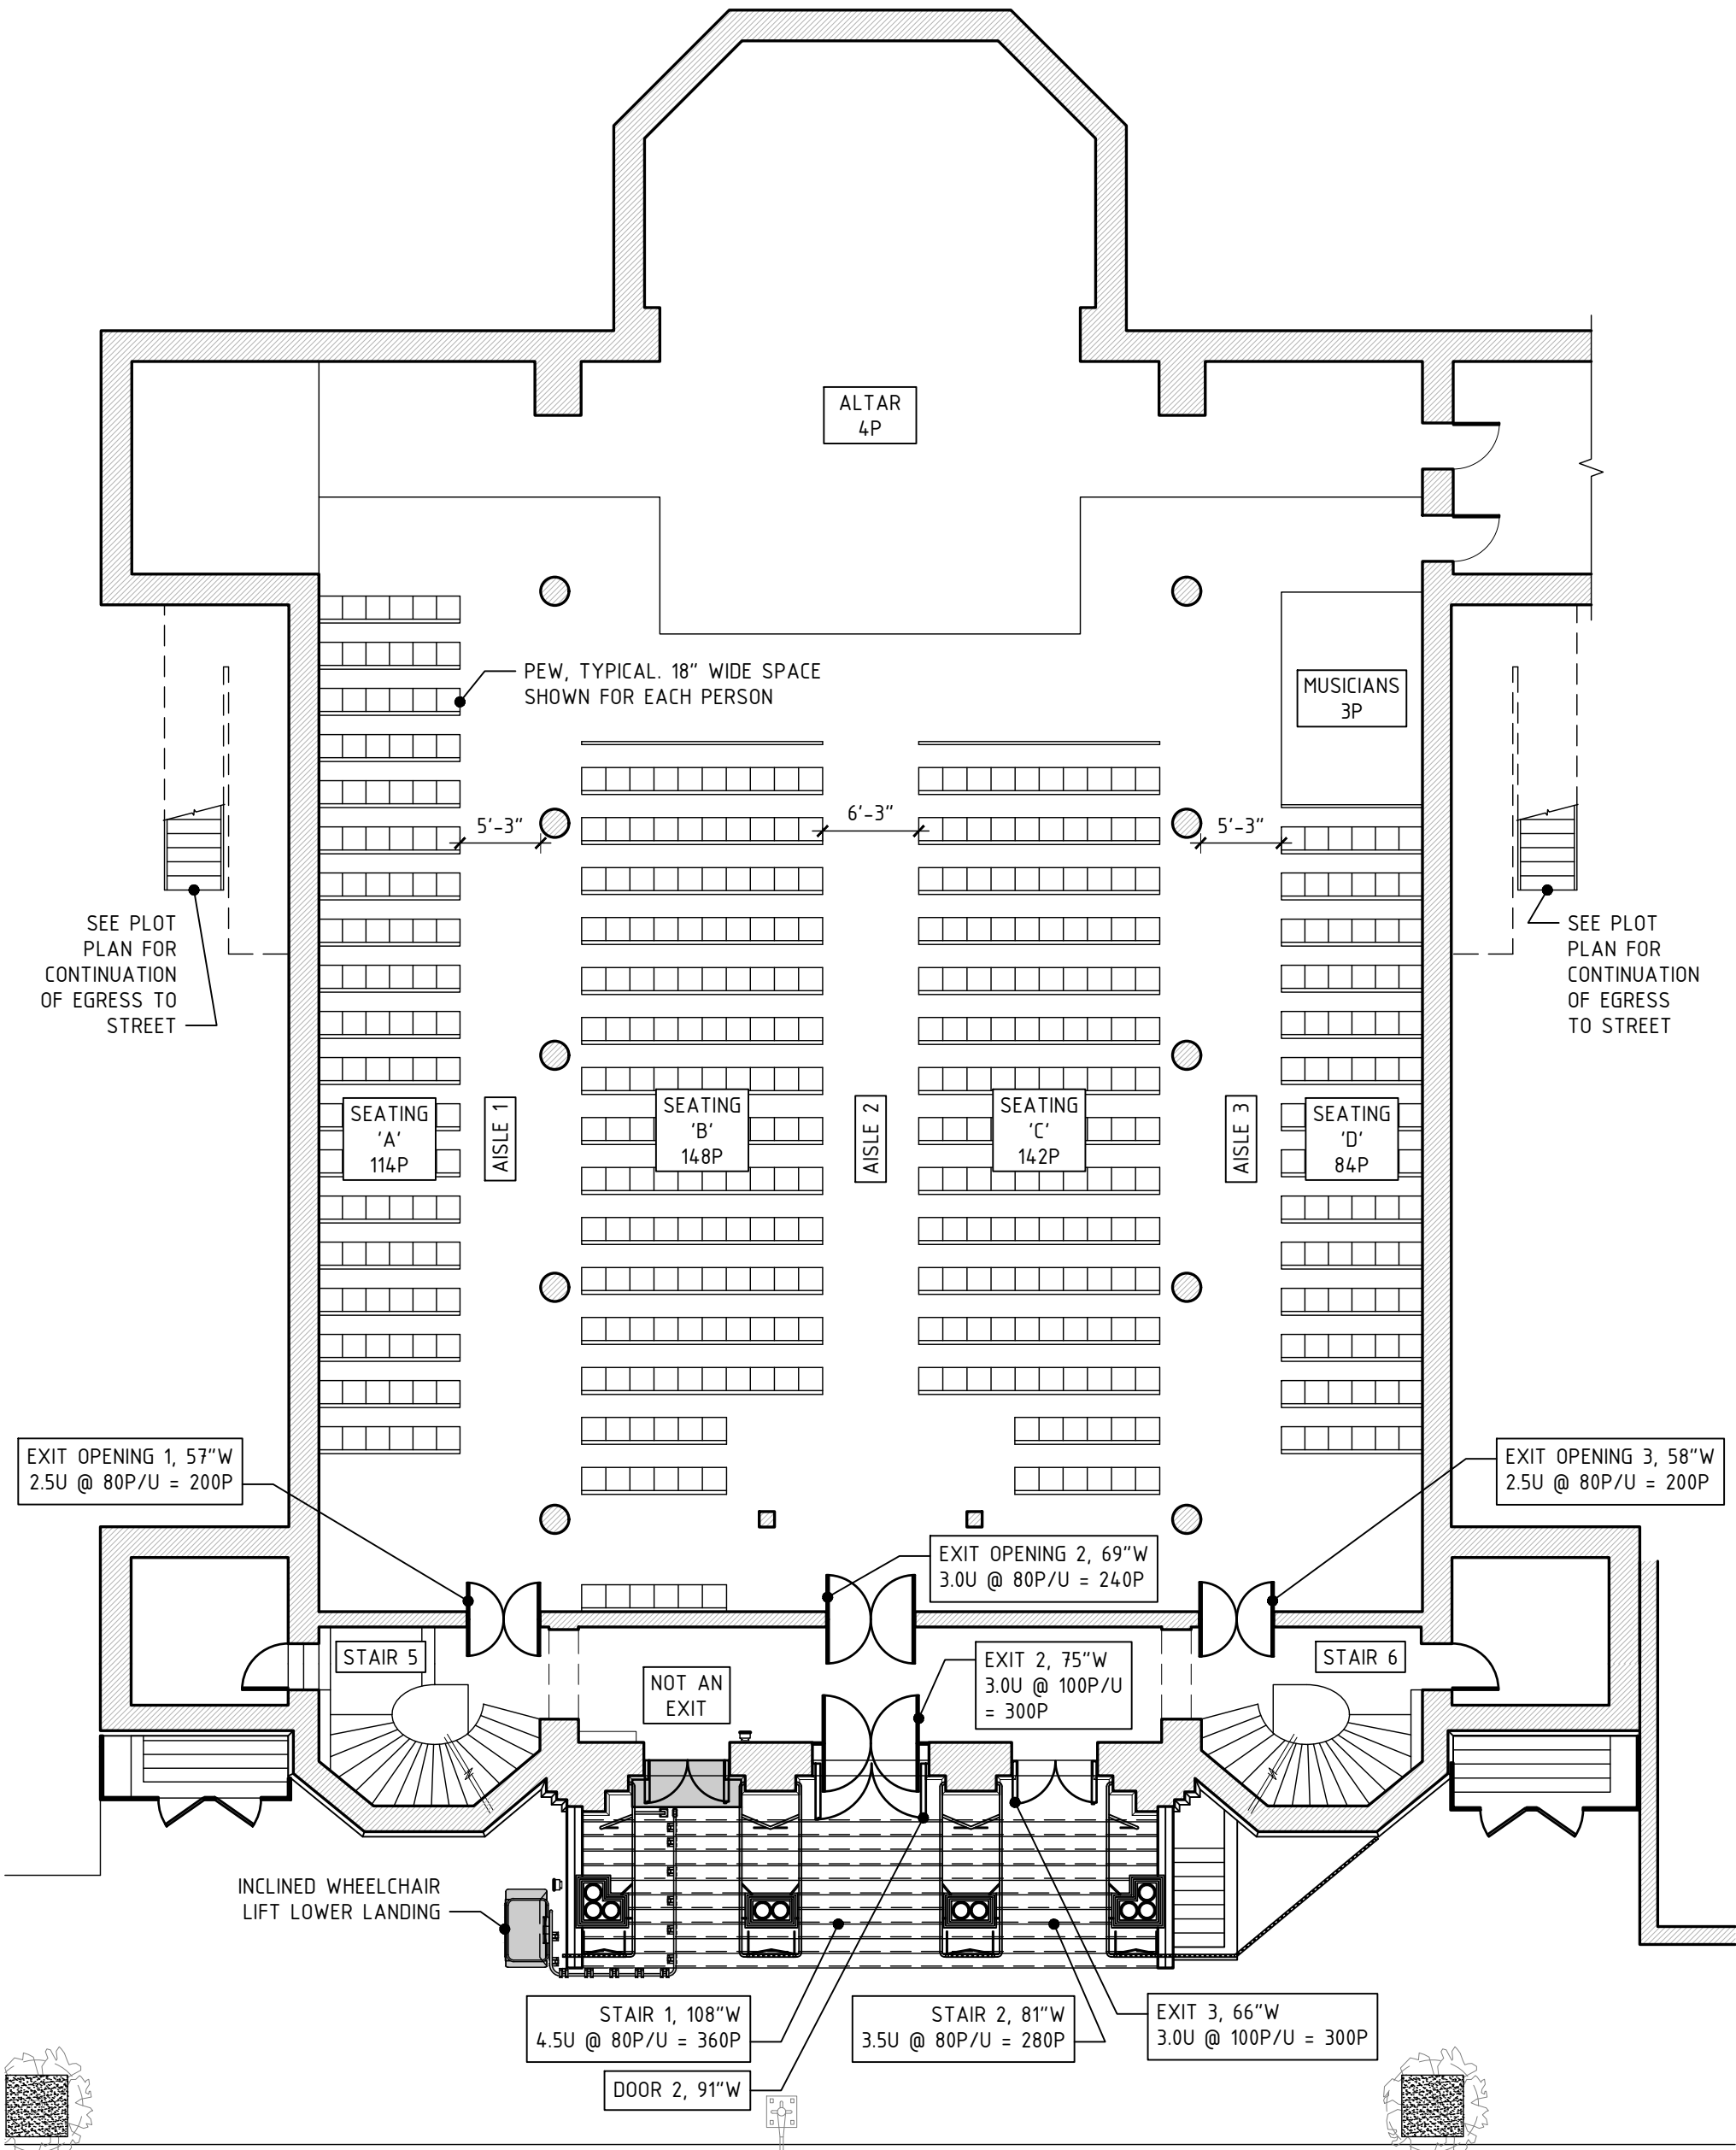 ALTAR
4P
PEW, TYPICAL. 18" WIDE SPACE
SHOWN FOR EACH PERSON
MUSICIANS
3P
5'-3"
6'-3"
5'-3"
SEE PLOT
PLAN FOR
CONTINUATION
OF EGRESS TO
STREET
SEE PLOT
PLAN FOR
CONTINUATION
OF EGRESS
TO STREET
SEATING
'A'
114P
AISLE 1
SEATING
'B'
148P
AISLE 2
SEATING
'C'
142P
AISLE 3
SEATING
'D'
84P
EXIT OPENING 1, 57"W
2.5U @ 80P/U = 200P
EXIT OPENING 3, 58"W
2.5U @ 80P/U = 200P
EXIT OPENING 2, 69"W
3.0U @ 80P/U = 240P
STAIR 5
NOT AN
EXIT
EXIT 2, 75"W
3.0U @ 100P/U
= 300P
STAIR 6
INCLINED WHEELCHAIR
LIFT LOWER LANDING
STAIR 1, 108"W
4.5U @ 80P/U = 360P
STAIR 2, 81"W
3.5U @ 80P/U = 280P
EXIT 3, 66"W
3.0U @ 100P/U = 300P
DOOR 2, 91"W